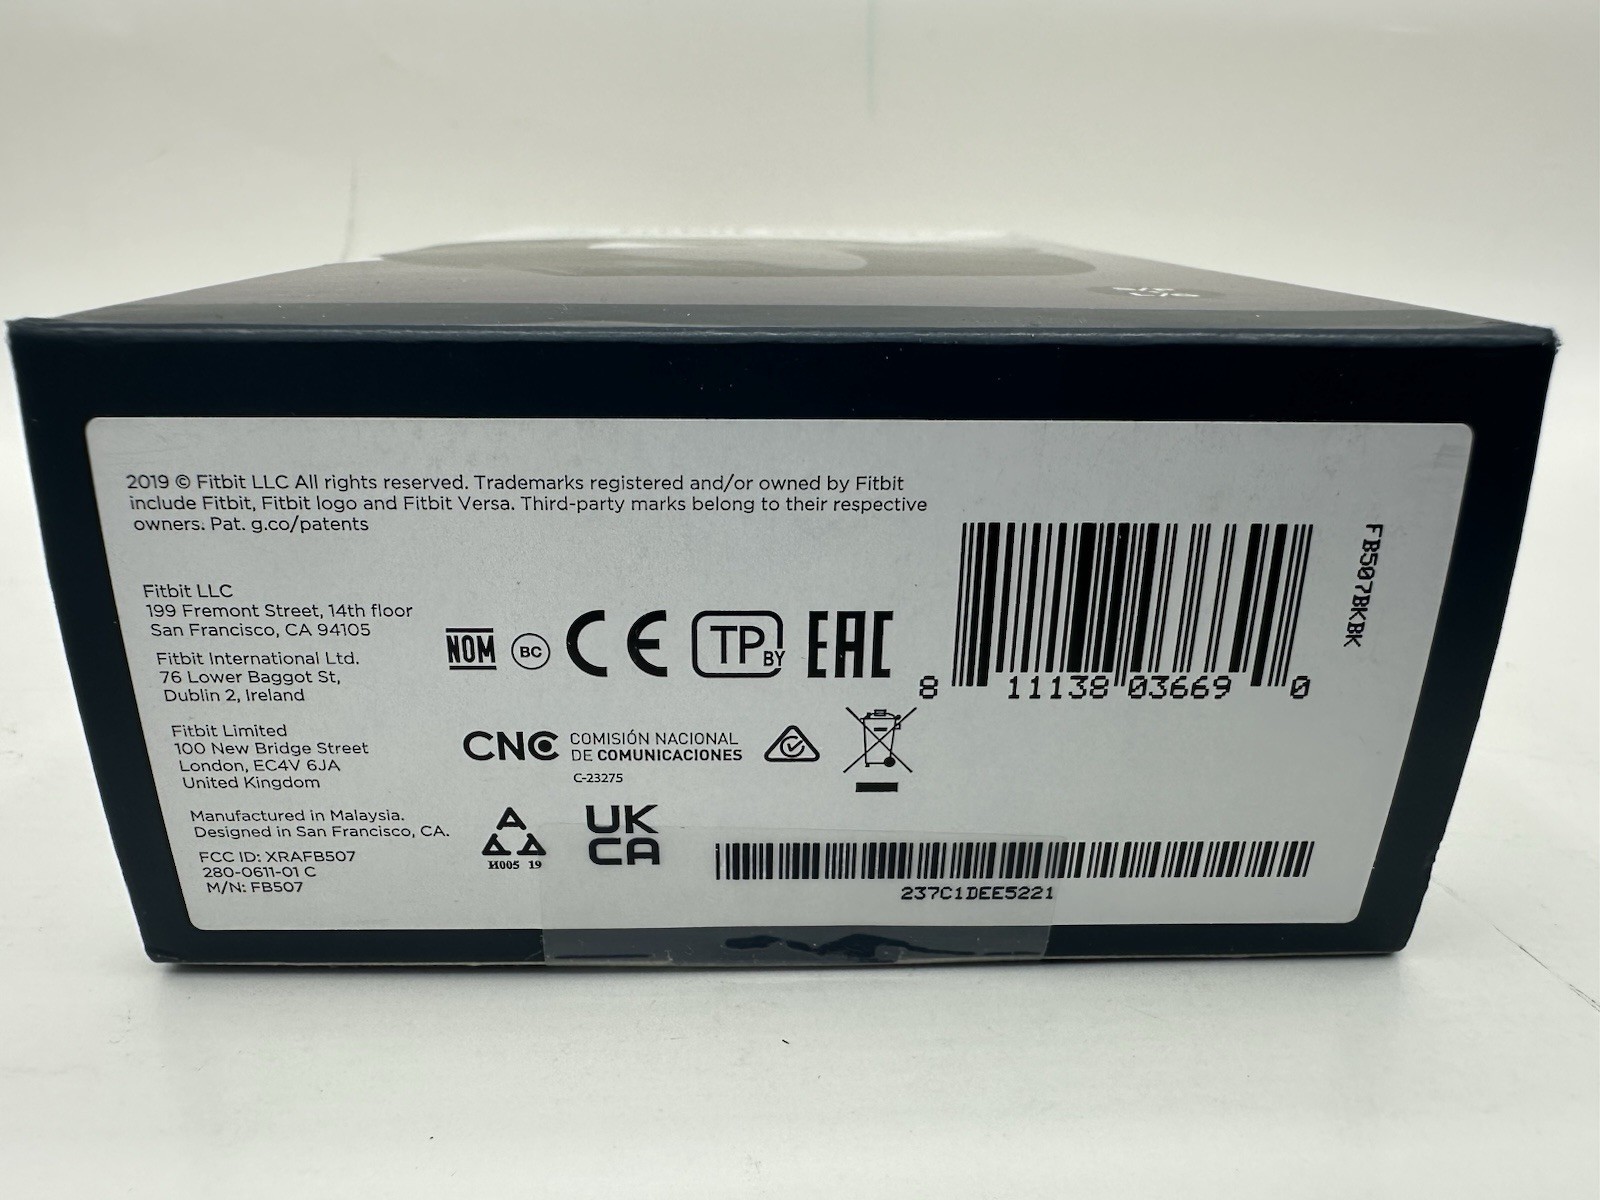 2019 © Fitbit LLC All rights reserved. Trademarks registered and/or owned by Fitbit
include Fitbit, Fitbit logo and Fitbit Versa. Third-party marks belong to their respective
owners. Pat. g.co/patents
Fitbit LLC
199 Fremont Street, 14th floor
San Francisco, CA 94105
Fitbit International Ltd.
76 Lower Baggot St,
Dublin 2, Ireland
Fitbit Limited
100 New Bridge Street
London, EC4V 6JA
United Kingdom
Manufactured in Malaysia.
Designed in San Francisco, CA.
FCC ID: XRAFB507
280-0611-01 C
M/N: FB507
NOM
BC
CE
TP BY
EAC
CNC
COMISIÓN NACIONAL
DE COMUNICACIONES
C-23275
A
И005 19
UK
CA
8 11138 03669 0
FB507BKBK
237C1DEE5221